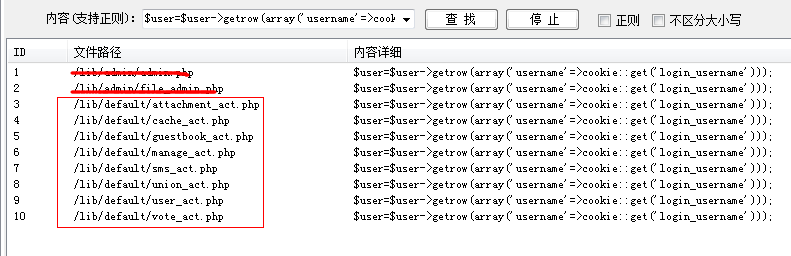 内容(支持正则): $user=$user->getrow(array('username'=>cook 查 找 停 止 正则 不区分大小写
ID 文件路径 内容详细
1 /lib/admin/admin.php $user=$user->getrow(array('username'=>cookie::get('login_username')));
2 /lib/admin/file_admin.php $user=$user->getrow(array('username'=>cookie::get('login_username')));
3 /lib/default/attachment_act.php $user=$user->getrow(array('username'=>cookie::get('login_username')));
4 /lib/default/cache_act.php $user=$user->getrow(array('username'=>cookie::get('login_username')));
5 /lib/default/guestbook_act.php $user=$user->getrow(array('username'=>cookie::get('login_username')));
6 /lib/default/manage_act.php $user=$user->getrow(array('username'=>cookie::get('login_username')));
7 /lib/default/sms_act.php $user=$user->getrow(array('username'=>cookie::get('login_username')));
8 /lib/default/union_act.php $user=$user->getrow(array('username'=>cookie::get('login_username')));
9 /lib/default/user_act.php $user=$user->getrow(array('username'=>cookie::get('login_username')));
10 /lib/default/vote_act.php $user=$user->getrow(array('username'=>cookie::get('login_username')));